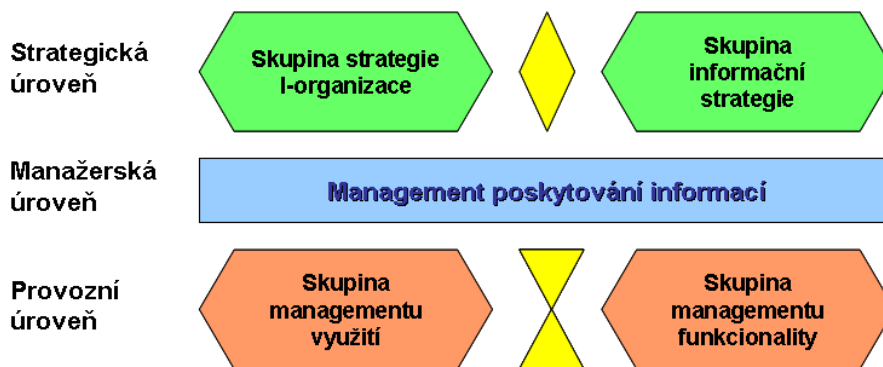 Strategická
úroveň
Skupina strategie
I-organizace
Skupina
informační
strategie
Manažerská
úroveň
Management poskytování informací
Provozní
úroveň
Skupina
managementu
využití
Skupina
managementu
funkcionality